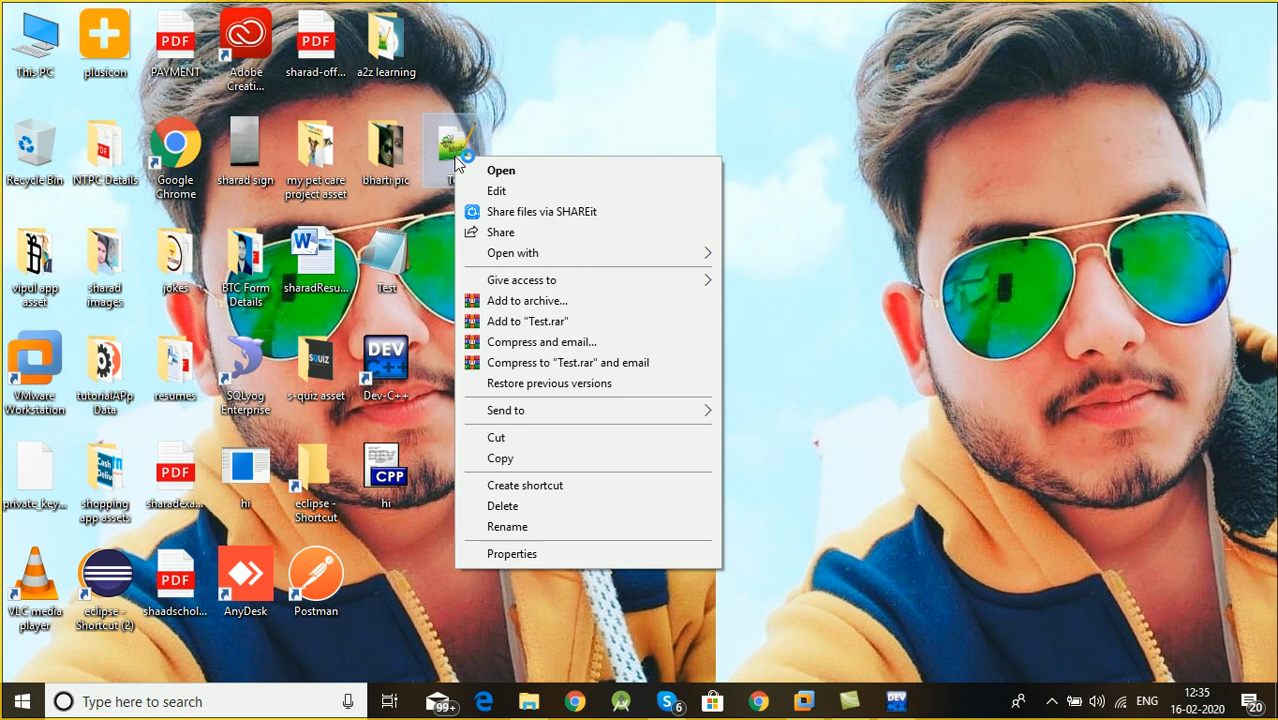 This PC
plusicon
PDF
PAYMENT
Adobe
Creati...
PDF
sharad-off...
a2z learning
Recycle Bin
NTPC Details
Google
Chrome
sharad sign
my pet care
project asset
bharti pic
vipul app
asset
sharad
images
jokes
BTC Form
Details
W
sharadResu...
Test
VMware
Workstation
tutorialAPp
Data
resumes
SQLyog
Enterprise
SQUIZ
s-quiz asset
DEV
C++
Dev-C++
private_key...
Cash
Deliv
shopping
app assets
PDF
sharadexa...
hi
eclipse -
Shortcut
DEV
CPP
hi
VLC media
player
eclipse -
Shortcut (2)
PDF
shaadschol...
AnyDesk
Postman
Open
Edit
Share files via SHAREit
Share
Open with
Give access to
Add to archive...
Add to "Test.rar"
Compress and email...
Compress to "Test.rar" and email
Restore previous versions
Send to
Cut
Copy
Create shortcut
Delete
Rename
Properties
Type here to search
99+
6
DEV
ENG
12:35
16-02-2020
20